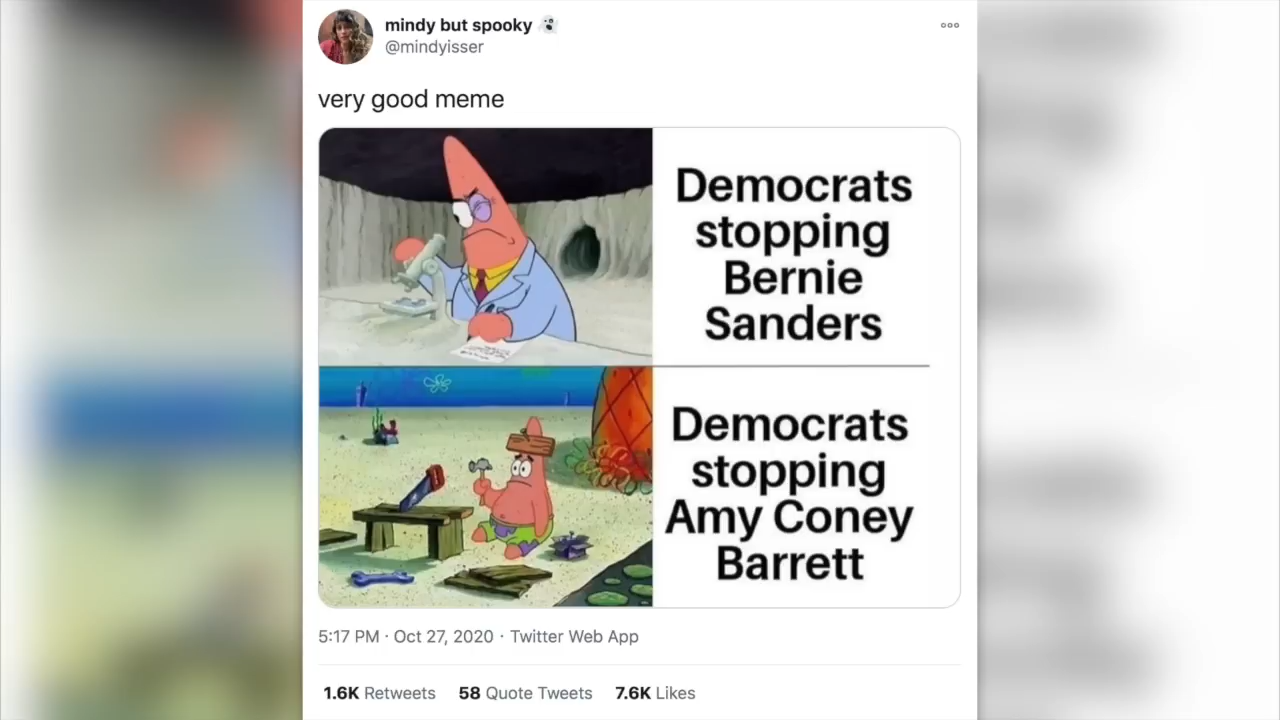 mindy but spooky 👻
@mindyisser
very good meme
Democrats
stopping
Bernie
Sanders
Democrats
stopping
Amy Coney
Barrett
5:17 PM · Oct 27, 2020 · Twitter Web App
1.6K Retweets 58 Quote Tweets 7.6K Likes